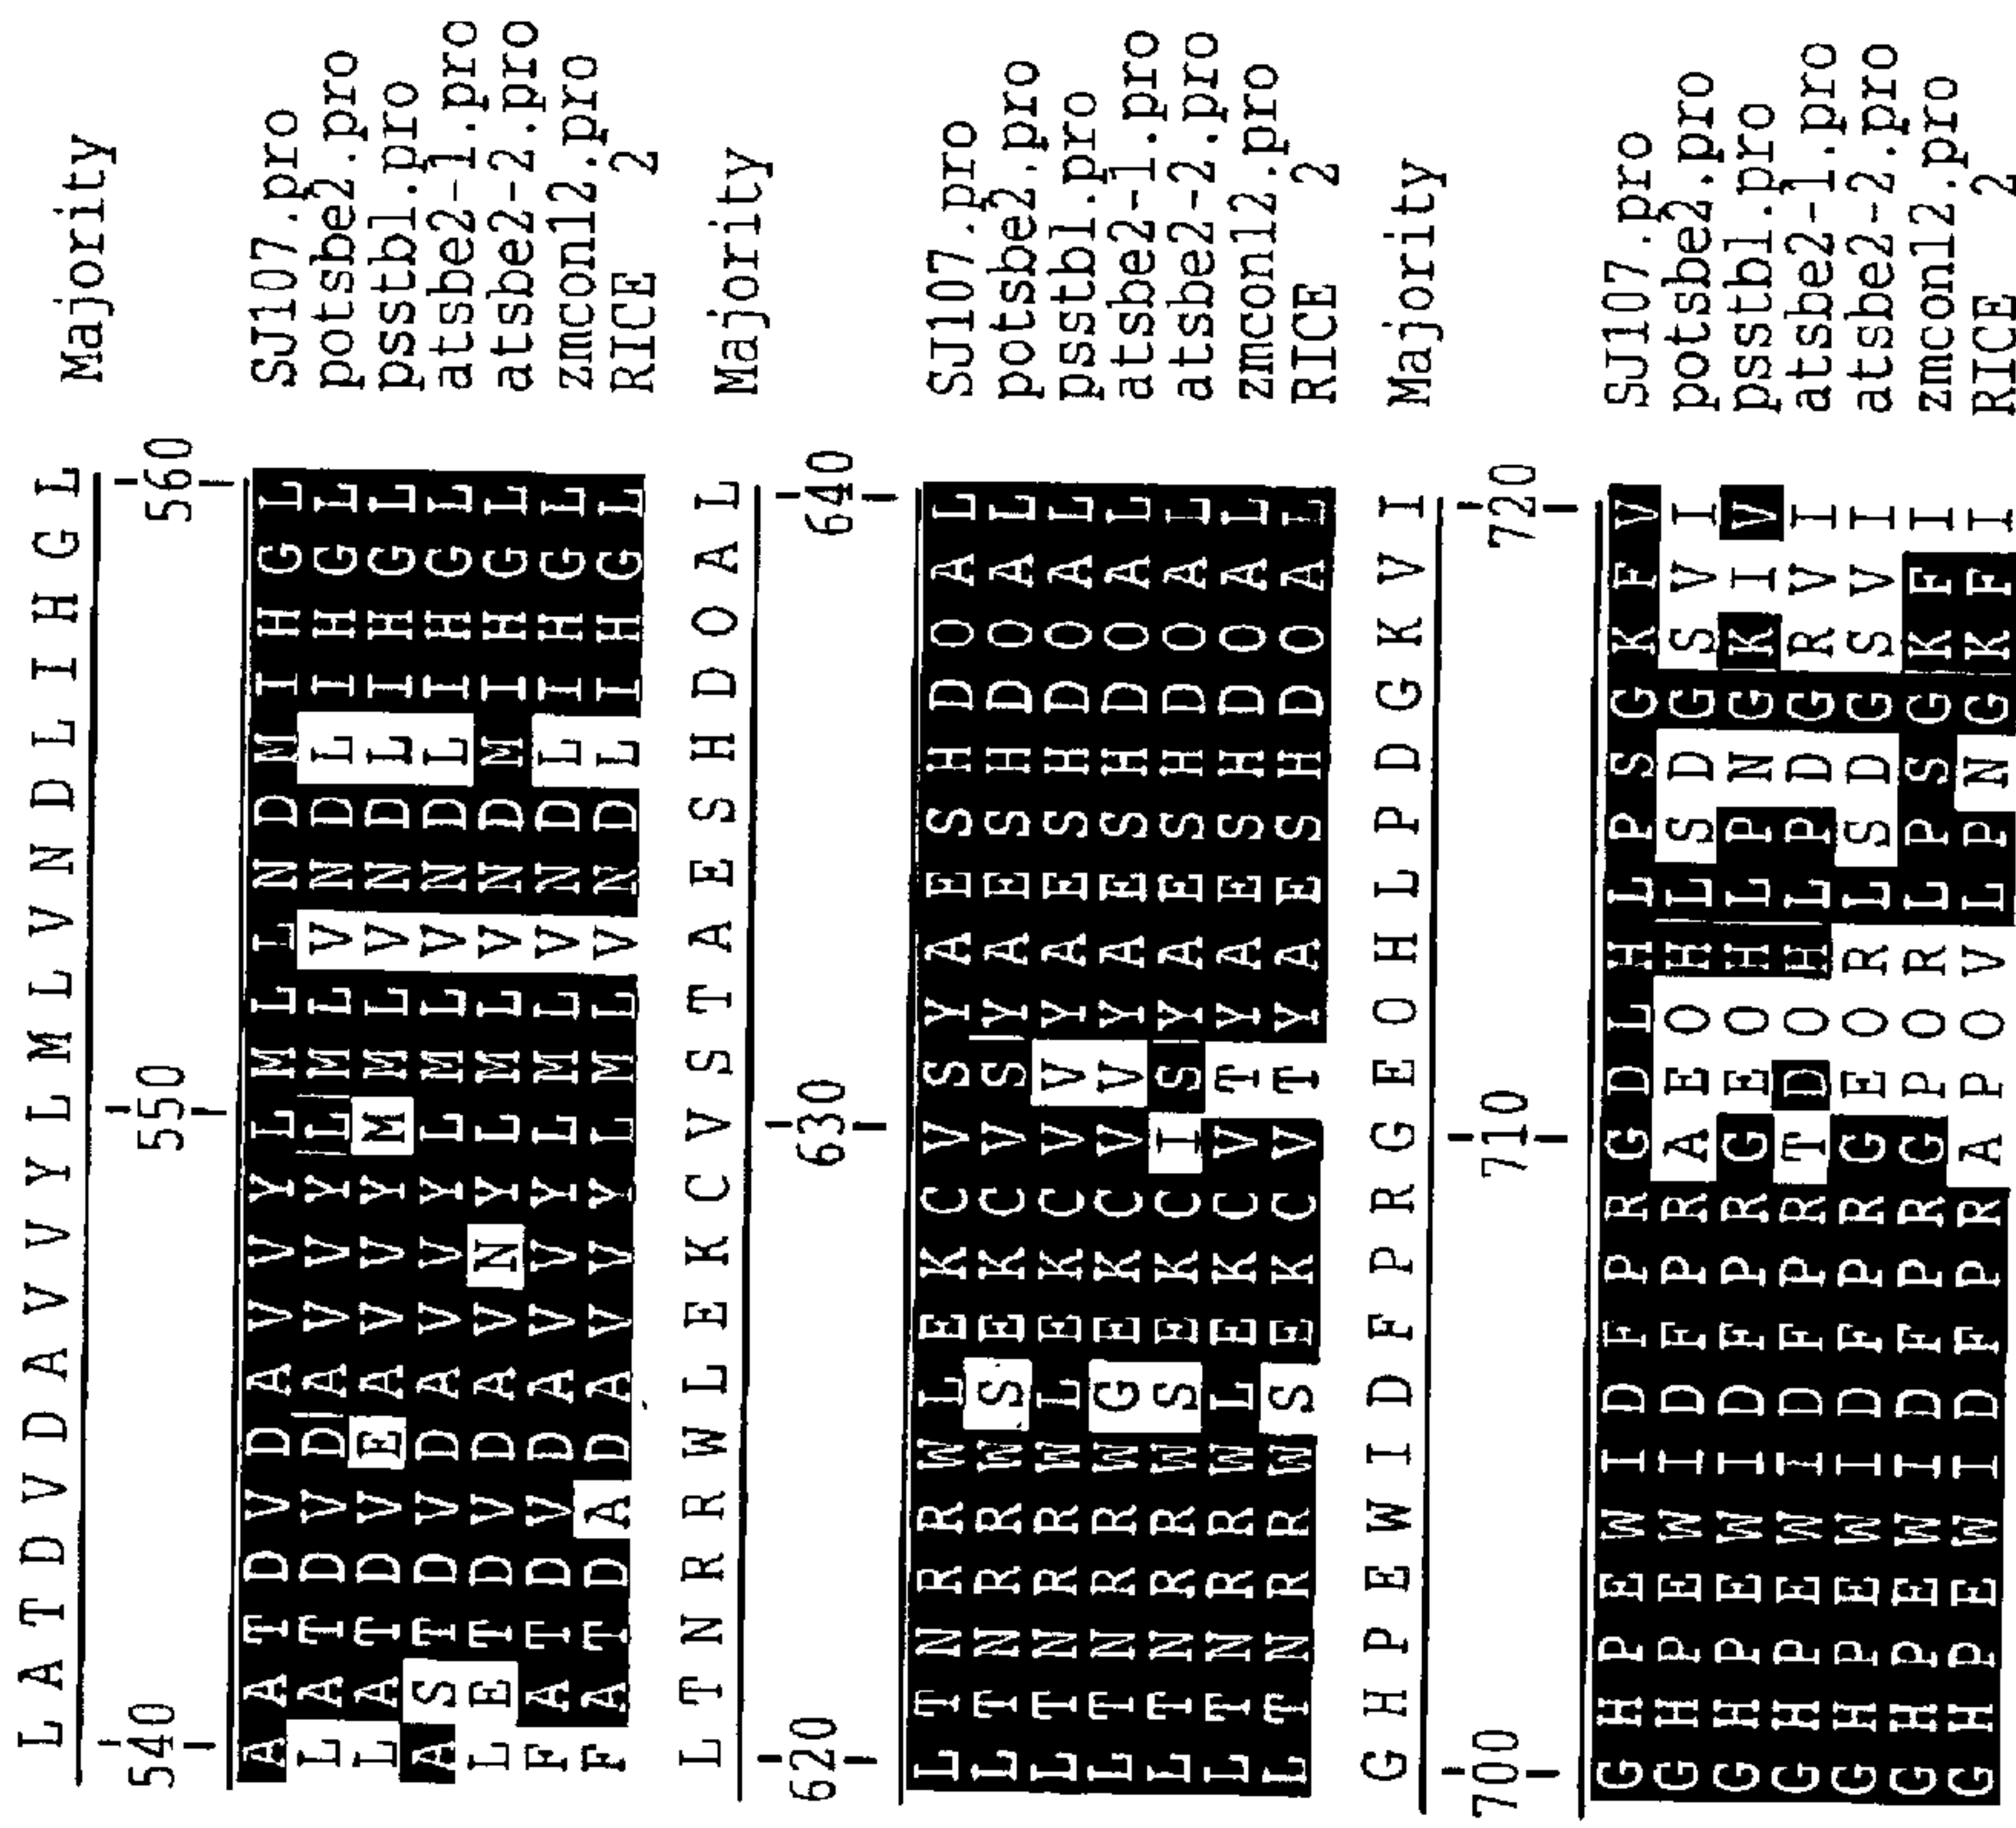 L A T D V D A V V Y L M L V N D L I H G L Majority
540 550 560
A A T D V D A V V Y L M L L N D M I H G L SJ107.pro
L A T D V D A V V Y L M L V N D L I H G L potsbe2.pro
L A T D V E A V V Y M M L V N D L I H G L psstb1.pro
A S T D V D A V V Y L M L V N D L I H G L atsbe2-1.pro
L E T D V D A V N Y L M L V N D M I H G L atsbe2-2.pro
F A T D V D A V V Y L M L V N D L I H G L zmcon12.pro
F A T D A D A V V Y L M L V N D L I H G L RICE 2
L T N R R W L E K C V S T A E S H D O A L Majority
620 630 640
L T N R R W L E K C V S Y A E S H D O A L SJ107.pro
L T N R R W S E K C V S Y A E S H D O A L potsbe2.pro
L T N R R W L E K C V V Y A E S H D O A L psstb1.pro
L T N R R W G E K C V V Y A E S H D O A L atsbe2-1.pro
L T N R R W S E K C I S Y A E S H D O A L atsbe2-2.pro
L T N R R W L E K C V T Y A E S H D O A L zmcon12.pro
L T N R R W S E K C V T Y A E S H D O A L RICE 2
G H P E W I D F P R G E O H L P D G K V I Majority
700 710 720
G H P E W I D F P R G D L H L P S G K F V SJ107.pro
G H P E W I D F P R A E O H L S D G S V I potsbe2.pro
G H P E W I D F P R G E O H L P N G K I V psstb1.pro
G H P E W I D F P R T D O H L P D G R V I atsbe2-1.pro
G H P E W I D F P R G E O R L S D G S V I atsbe2-2.pro
G H P E W I D F P R G P O R L P S G K F I zmcon12.pro
G H P E W I D F P R A P O V L P N G K F I RICE 2